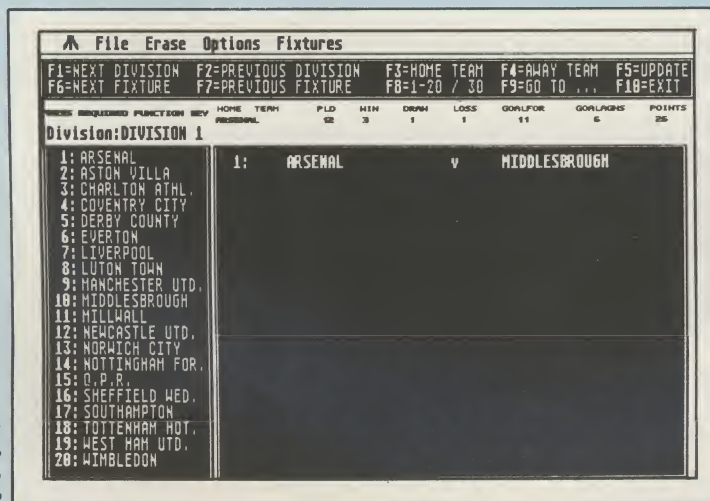 File Erase Options Fixtures
F1=NEXT DIVISION F2=PREVIOUS DIVISION F3=HOME TEAM F4=AWAY TEAM F5=UPDATE
F6=NEXT FIXTURE F7=PREVIOUS FIXTURE F8=1-20 / 30 F9=GO TO ... F10=EXIT
PRESS REQUIRED FUNCTION KEY HOME TEAM PLD WIN DRAW LOSS GOALFOR GOALAGNS POINTS
ARSENAL 12 3 1 1 11 6 25
Division:DIVISION 1
1: ARSENAL
2: ASTON VILLA
3: CHARLTON ATHL.
4: COVENTRY CITY
5: DERBY COUNTY
6: EVERTON
7: LIVERPOOL
8: LUTON TOWN
9: MANCHESTER UTD.
10: MIDDLESBROUGH
11: MILLWALL
12: NEWCASTLE UTD.
13: NORWICH CITY
14: NOTTINGHAM FOR.
15: Q.P.R.
16: SHEFFIELD WED.
17: SOUTHAMPTON
18: TOTTENHAM HOT.
19: WEST HAM UTD.
20: WIMBLEDON
1: ARSENAL v MIDDLESBROUGH